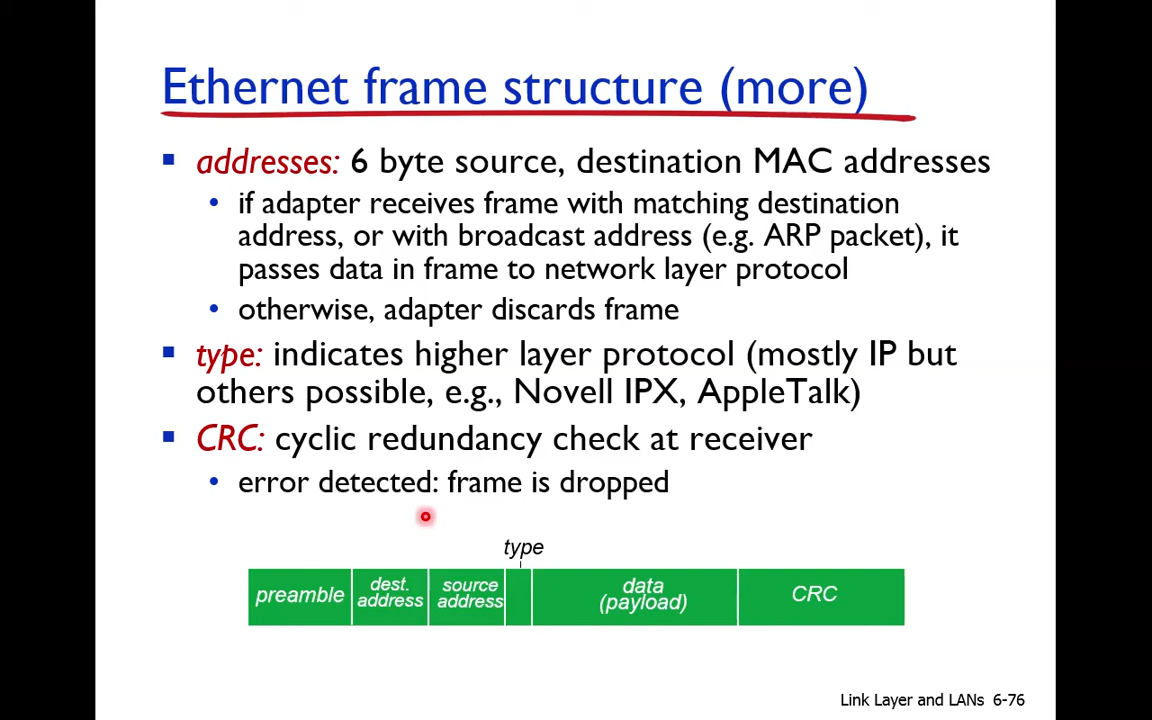 Ethernet frame structure (more)
▪ addresses: 6 byte source, destination MAC addresses
• if adapter receives frame with matching destination
address, or with broadcast address (e.g. ARP packet), it
passes data in frame to network layer protocol
• otherwise, adapter discards frame
▪ type: indicates higher layer protocol (mostly IP but
others possible, e.g., Novell IPX, AppleTalk)
▪ CRC: cyclic redundancy check at receiver
• error detected: frame is dropped
type
preamble
dest.
address
source
address
data
(payload)
CRC
Link Layer and LANs 6-76